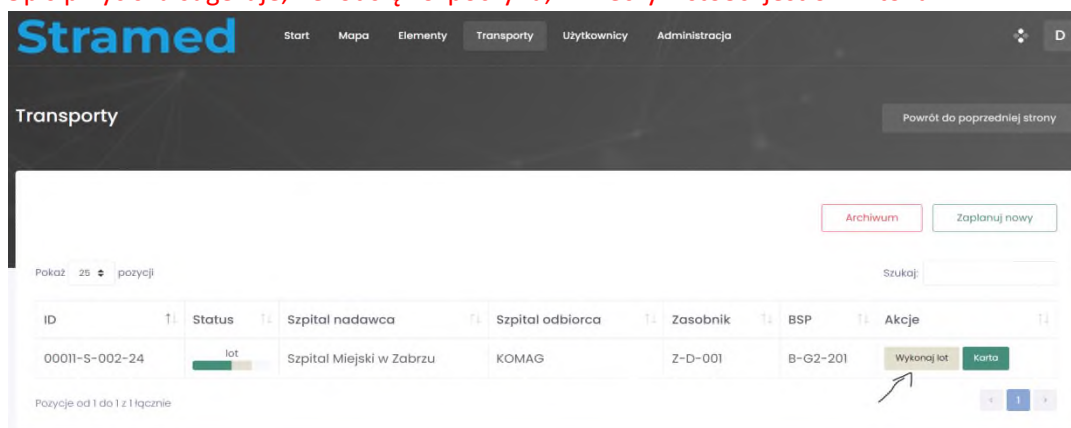 Stramed Start Mapa Elementy Transporty Użytkownicy Administracja D
Transporty Powrót do poprzedniej strony
Archiwum Zaplanuj nowy
Pokaż 25 pozycji Szukaj:
ID Status Szpital nadawca Szpital odbiorca Zasobnik BSP Akcje
00011-S-002-24 lot Szpital Miejski w Zabrzu KOMAG Z-D-001 B-G2-201 Wykonaj lot Karta
Pozycje od 1 do 1 z 1 łącznie ‹ 1 ›